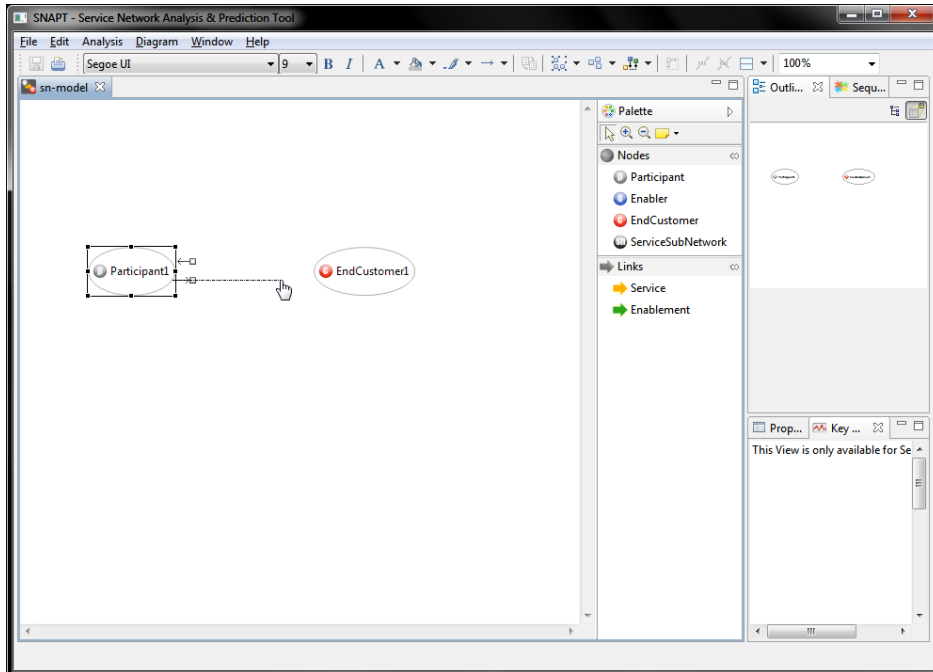 SNAPT - Service Network Analysis & Prediction Tool
File Edit Analysis Diagram Window Help
Segoe UI 9 B I A 100%
sn-model
Outli... Sequ...
Palette
Nodes
Participant
Enabler
EndCustomer
ServiceSubNetwork
Links
Service
Enablement
Participant1
EndCustomer1
Prop... Key ...
This View is only available for Se